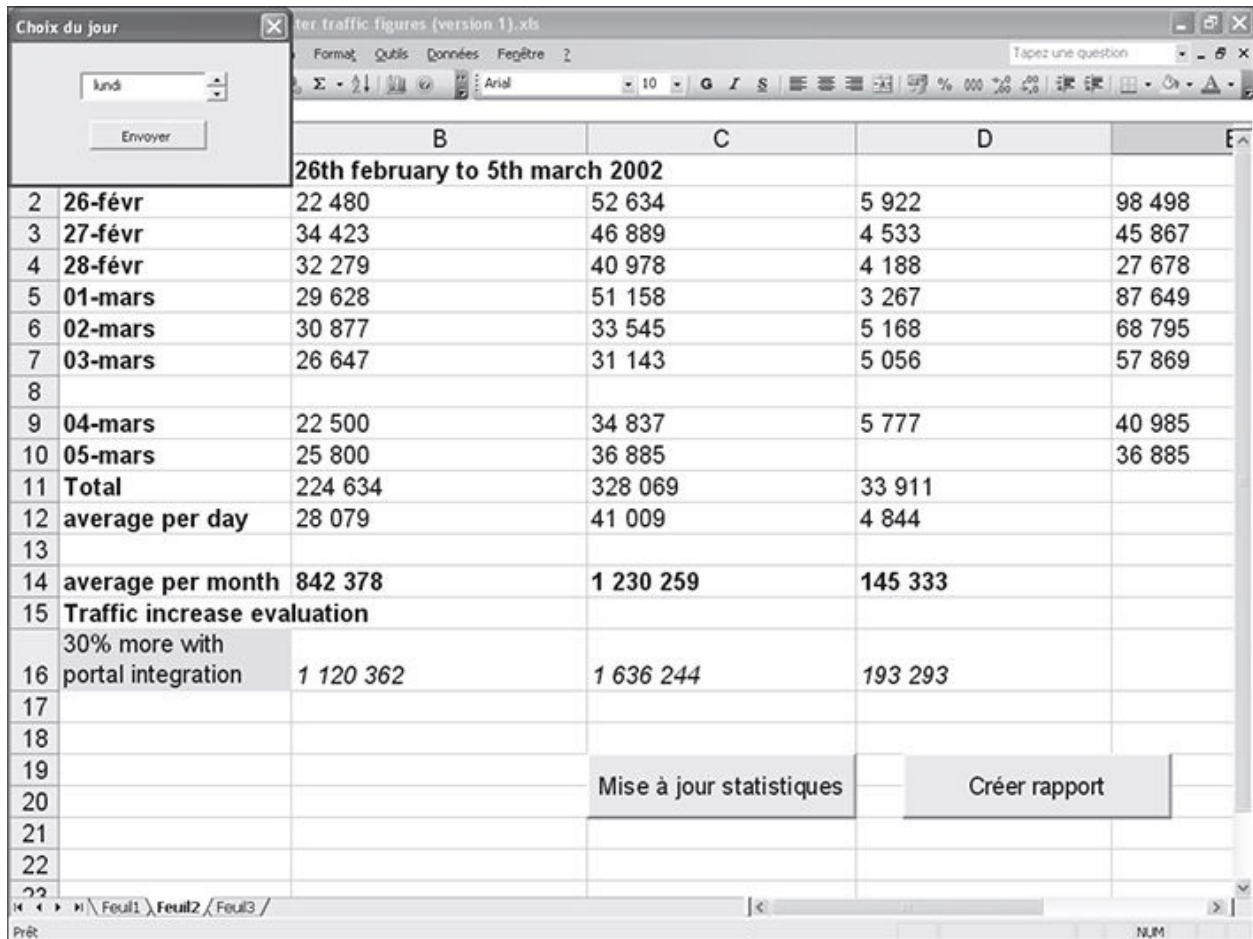 Choix du jour
ter traffic figures (version 1).xls
Format Outils Données Fenêtre ?
Tapez une question
lundi
Envoyer
Arial 10 G I S % 000
B C D E
26th february to 5th march 2002
2 26-févr 22 480 52 634 5 922 98 498
3 27-févr 34 423 46 889 4 533 45 867
4 28-févr 32 279 40 978 4 188 27 678
5 01-mars 29 628 51 158 3 267 87 649
6 02-mars 30 877 33 545 5 168 68 795
7 03-mars 26 647 31 143 5 056 57 869
8
9 04-mars 22 500 34 837 5 777 40 985
10 05-mars 25 800 36 885 36 885
11 Total 224 634 328 069 33 911
12 average per day 28 079 41 009 4 844
13
14 average per month 842 378 1 230 259 145 333
15 Traffic increase evaluation
30% more with
16 portal integration 1 120 362 1 636 244 193 293
17
18
19
Mise à jour statistiques Créer rapport
20
21
22
23
Feuil1 Feuil2 Feuil3
Prêt NUM